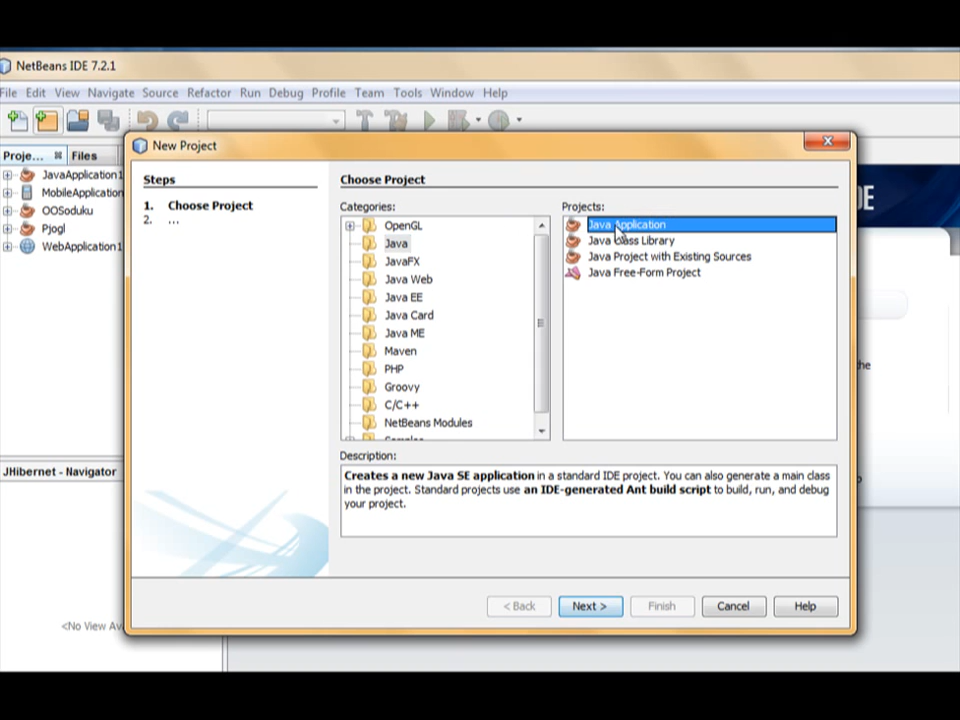 NetBeans IDE 7.2.1
File Edit View Navigate Source Refactor Run Debug Profile Team Tools Window Help
Proje... Files
JavaApplication1
MobileApplication
OOSoduku
Pjogl
WebApplication1
JHibernet - Navigator
<No View Av
New Project
Steps
1. Choose Project
2. ...
Choose Project
Categories:
OpenGL
Java
JavaFX
Java Web
Java EE
Java Card
Java ME
Maven
PHP
Groovy
C/C++
NetBeans Modules
Samples
Projects:
Java Application
Java Class Library
Java Project with Existing Sources
Java Free-Form Project
Description:
Creates a new Java SE application in a standard IDE project. You can also generate a main class
in the project. Standard projects use an IDE-generated Ant build script to build, run, and debug
your project.
< Back Next > Finish Cancel Help
DE
the